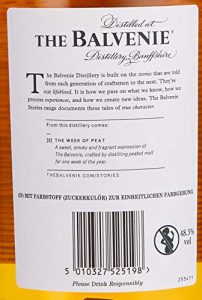 Distilled at
THE BALVENIE®
Distillery Banffshire
The Balvenie Distillery is built on the stories that are told
from each generation of craftsmen to the next. They're
our lifeblood. It is how we pass on what we know, how we
process experiences, and how we create new ones. The Balvenie
Stories range documents those tales of true character.
From this distillery comes:
THE WEEK OF PEAT
A sweet, smoky and fragrant expression of
The Balvenie, crafted by distilling peated malt
for one week of the year.
THEBALVENIE.COM/STORIES
(D) MIT FARBSTOFF (ZUCKERKULÖR) ZUR EINHEITLICHEN FARBGEBUNG
48.3%
vol
5 010327 525198 >
253411
Please Drink Responsibly